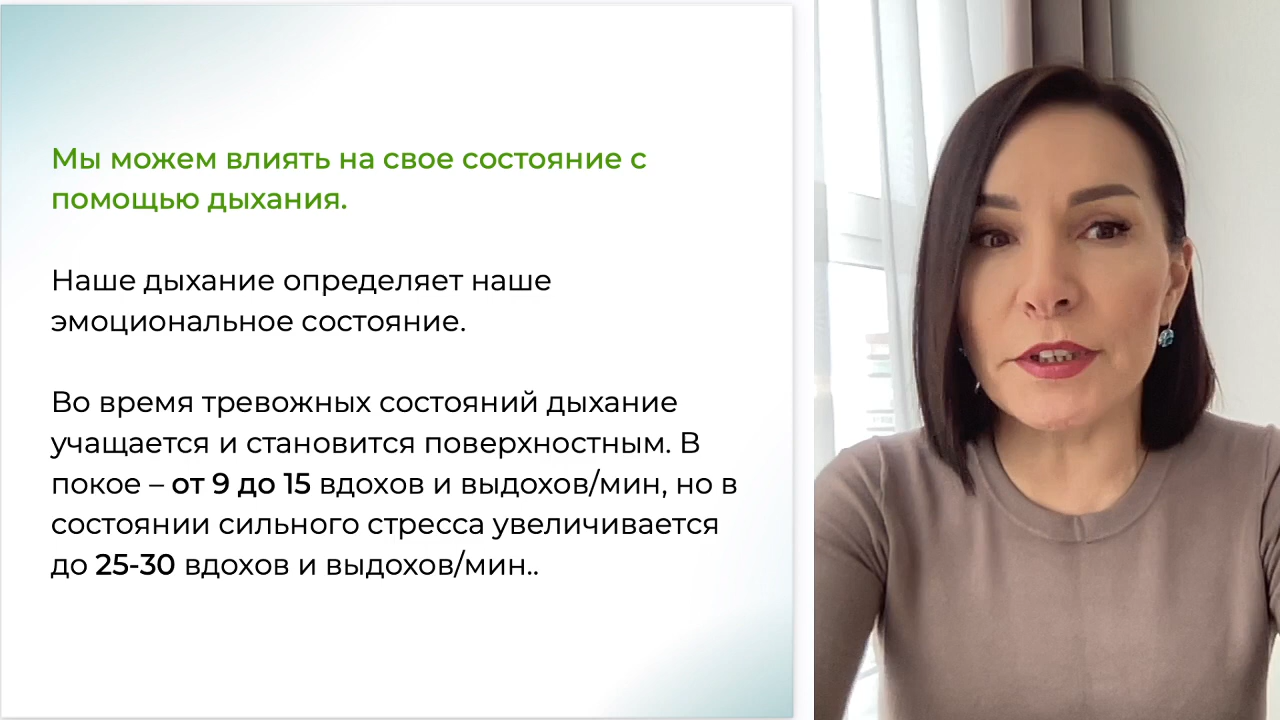 Мы можем влиять на свое состояние с
помощью дыхания.
Наше дыхание определяет наше
эмоциональное состояние.
Во время тревожных состояний дыхание
учащается и становится поверхностным. В
покое – от 9 до 15 вдохов и выдохов/мин, но в
состоянии сильного стресса увеличивается
до 25-30 вдохов и выдохов/мин..